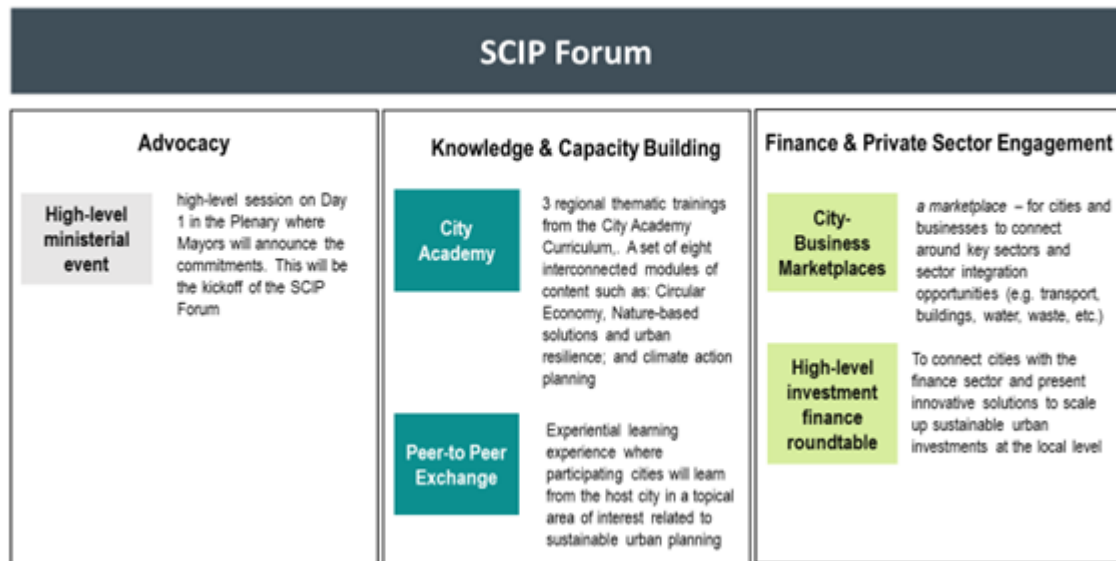 SCIP Forum
Advocacy
High-level
ministerial
event
high-level session on Day
1 in the Plenary where
Mayors will announce the
commitments. This will be
the kickoff of the SCIP
Forum
Knowledge & Capacity Building
City
Academy
3 regional thematic trainings
from the City Academy
Curriculum,. A set of eight
interconnected modules of
content such as: Circular
Economy, Nature-based
solutions and urban
resilience; and climate action
planning
Peer-to Peer
Exchange
Experiential learning
experience where
participating cities will learn
from the host city in a topical
area of interest related to
sustainable urban planning
Finance & Private Sector Engagement
City-
Business
Marketplaces
a marketplace – for cities and
businesses to connect
around key sectors and
sector integration
opportunities (e.g. transport,
buildings, water, waste, etc.)
High-level
investment
finance
roundtable
To connect cities with the
finance sector and present
innovative solutions to scale
up sustainable urban
investments at the local level